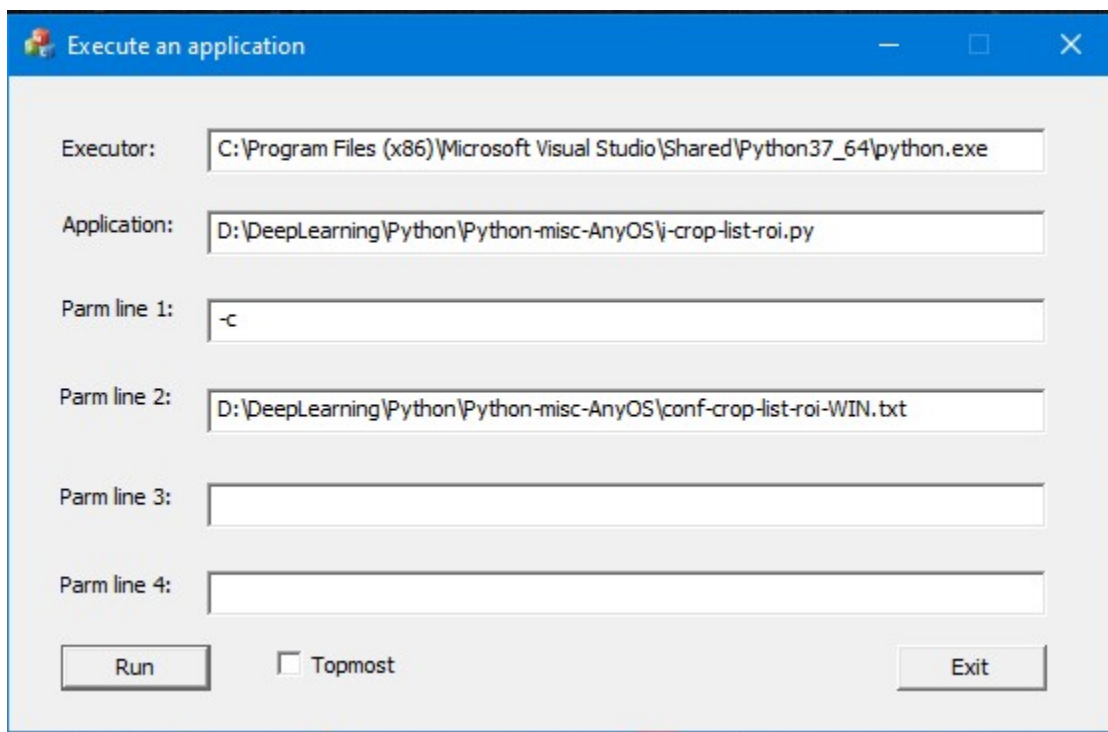 Execute an application
Executor: C:\Program Files (x86)\Microsoft Visual Studio\Shared\Python37_64\python.exe
Application: D:\DeepLearning\Python\Python-misc-AnyOS\i-crop-list-roi.py
Parm line 1: -c
Parm line 2: D:\DeepLearning\Python\Python-misc-AnyOS\conf-crop-list-roi-WIN.txt
Parm line 3:
Parm line 4:
Run Topmost Exit